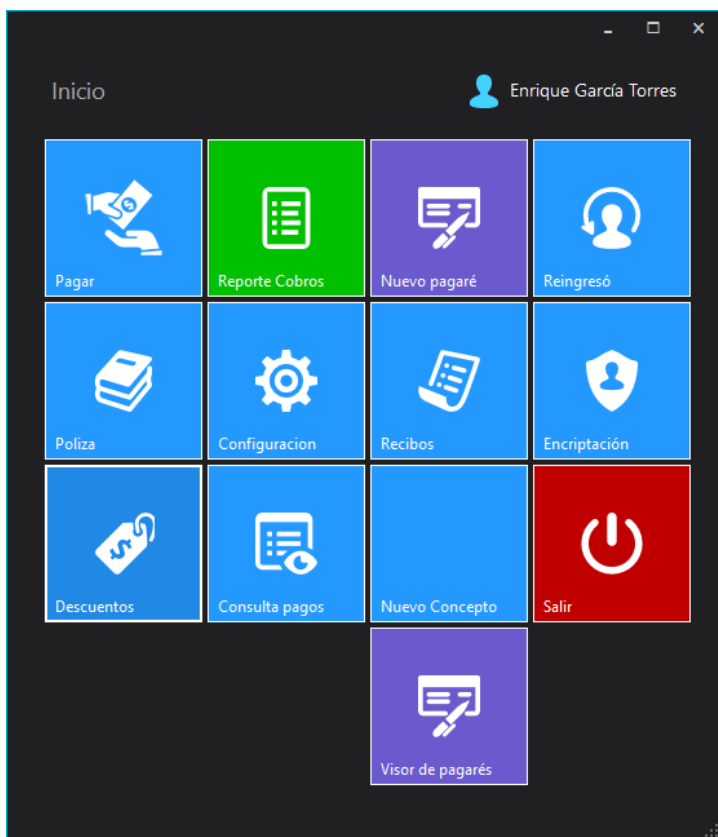 Inicio
Enrique García Torres
Pagar
Reporte Cobros
Nuevo pagaré
Reingresó
Poliza
Configuracion
Recibos
Encriptación
Descuentos
Consulta pagos
Nuevo Concepto
Salir
Visor de pagarés